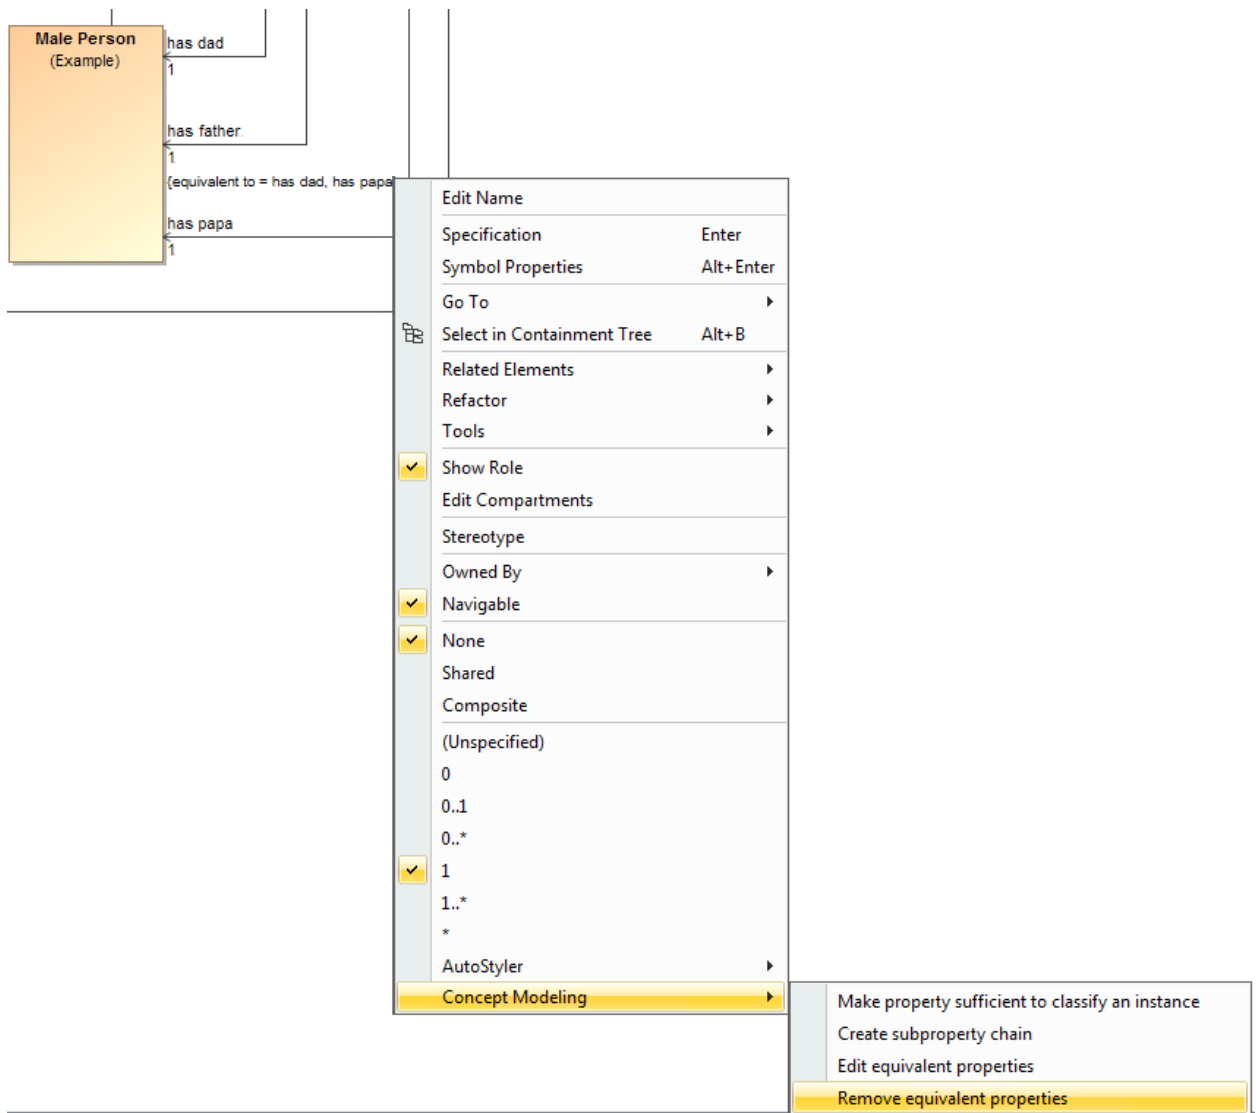 Male Person
(Example)
has dad
1
has father
1
{equivalent to = has dad, has papa
has papa
1
Edit Name
Specification Enter
Symbol Properties Alt+Enter
Go To
Select in Containment Tree Alt+B
Related Elements
Refactor
Tools
Show Role
Edit Compartments
Stereotype
Owned By
Navigable
None
Shared
Composite
(Unspecified)
0
0..1
0..*
1
1..*
*
AutoStyler
Concept Modeling
Make property sufficient to classify an instance
Create subproperty chain
Edit equivalent properties
Remove equivalent properties